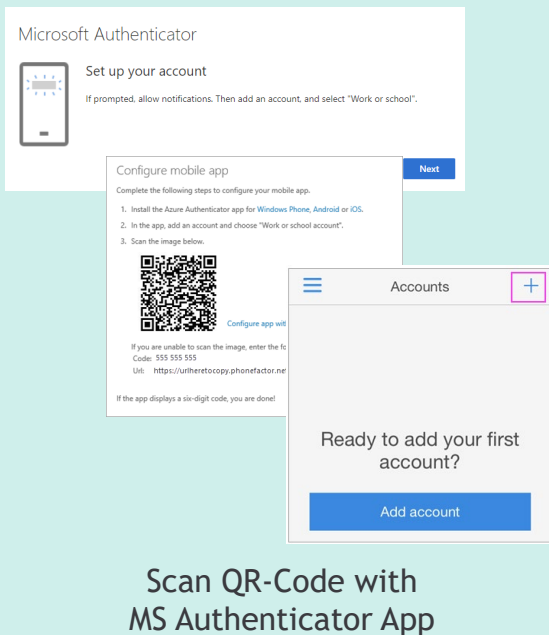 Microsoft Authenticator
Set up your account
If prompted, allow notifications. Then add an account, and select "Work or school".
Next
Configure mobile app
Complete the following steps to configure your mobile app.
1. Install the Azure Authenticator app for Windows Phone, Android or iOS.
2. In the app, add an account and choose "Work or school account".
3. Scan the image below.
Configure app wit
If you are unable to scan the image, enter the fo
Code: 555 555 555
Url: https://urlheretocopy.phonefactor.ne
If the app displays a six-digit code, you are done!
Accounts
Ready to add your first
account?
Add account
Scan QR-Code with
MS Authenticator App